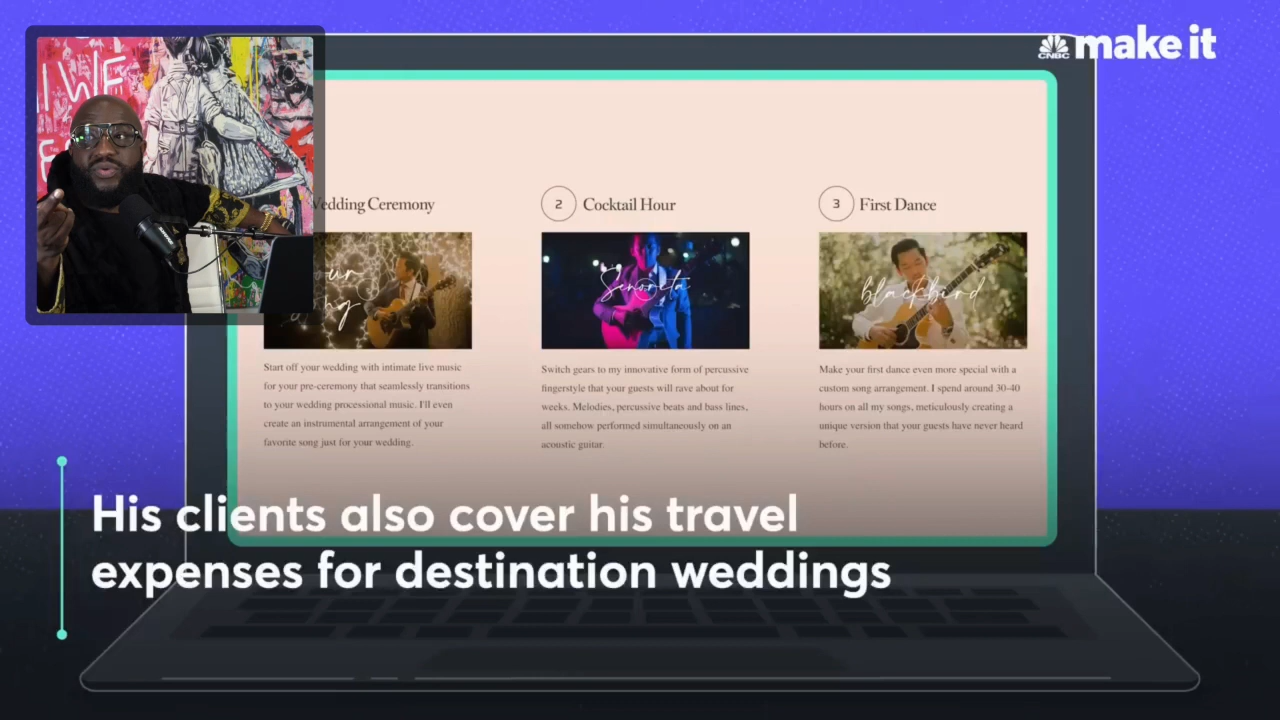 I WE
CNBC make it
Wedding Ceremony
2 Cocktail Hour
3 First Dance
Señorita
blackbird
Start off your wedding with intimate five music
for your pre-ceremony that seamlessly transitions
to your wedding processional music. I'll even
create an instrumental arrangement of your
favorite song just for your wedding.
Switch gears to my innovative form of percussive
fingerstyle that your guests will rave about for
weeks. Melodies, percussive beats and bass lines,
all somehow performed simultaneously on an
acoustic guitar.
Make your first dance even more special with a
custom song arrangement. I spend around 30-40
hours on all my songs, meticulously creating a
unique version that your guests have never heard
before.
His clients also cover his travel
expenses for destination weddings